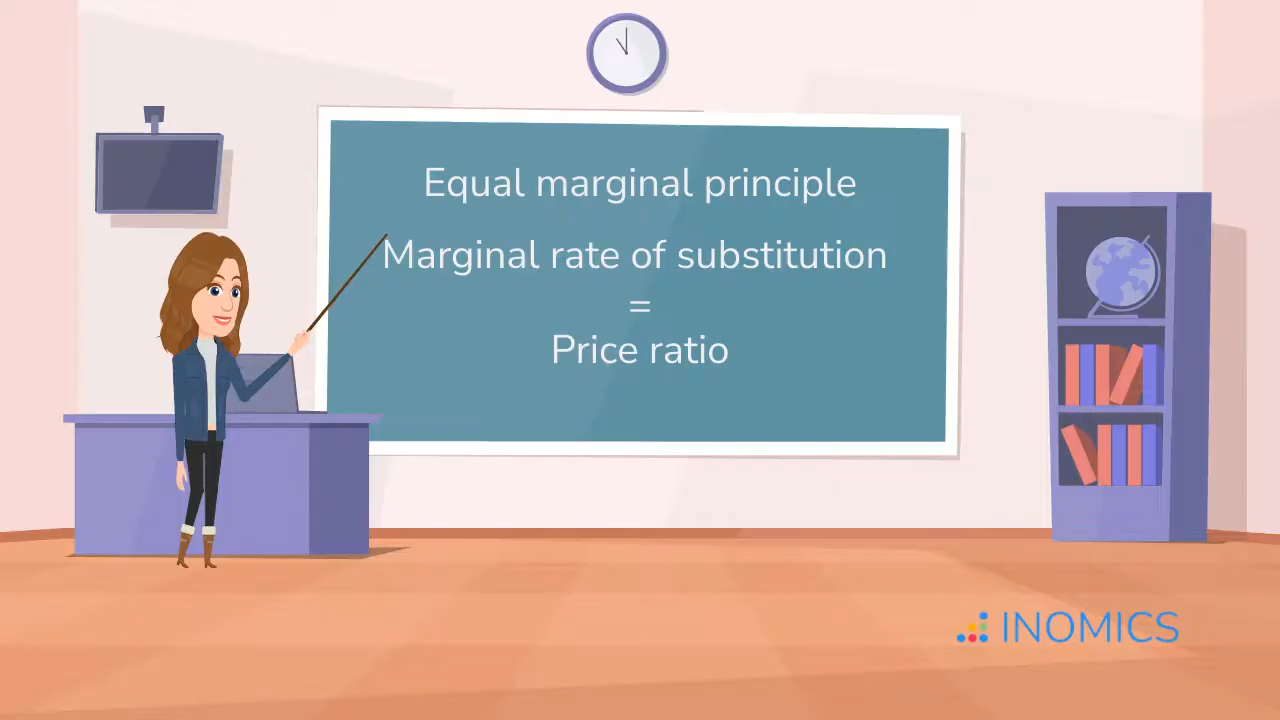 Equal marginal principle
Marginal rate of substitution
=
Price ratio
INOMICS